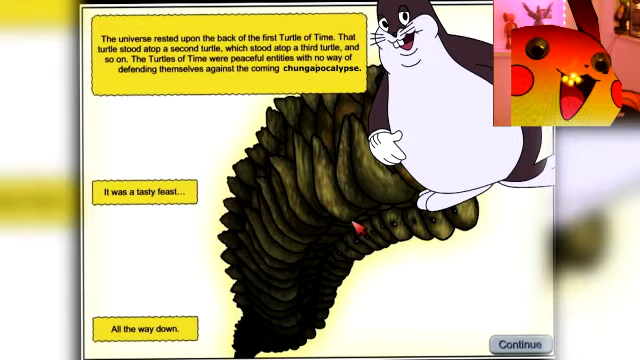 The universe rested upon the back of the first Turtle of Time. That
turtle stood atop a second turtle, which stood atop a third turtle, and
so on. The Turtles of Time were peaceful entities with no way of
defending themselves against the coming chungapocalypse.
It was a tasty feast...
All the way down.
Continue